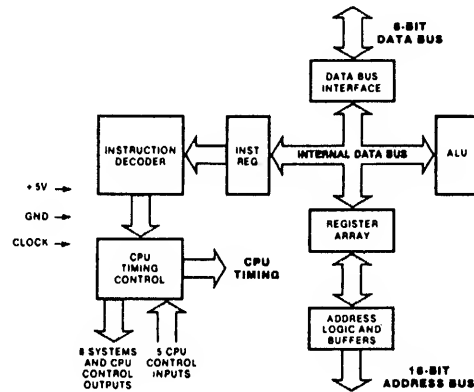 8-BIT
DATA BUS
DATA BUS
INTERFACE
INSTRUCTION
DECODER
INST
REG
INTERNAL DATA BUS
ALU
+5V
GND
CLOCK
REGISTER
ARRAY
CPU
TIMING
CONTROL
CPU
TIMING
ADDRESS
LOGIC AND
BUFFERS
8 SYSTEMS
AND CPU
CONTROL
OUTPUTS
5 CPU
CONTROL
INPUTS
16-BIT
ADDRESS BUS